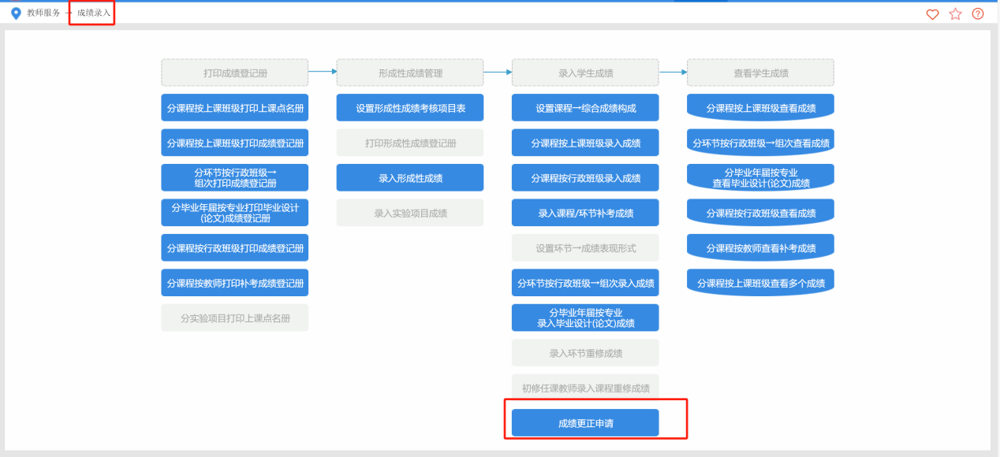 教师服务 → 成绩录入
打印成绩登记册
分课程按上课班级打印上课点名册
分课程按上课班级打印成绩登记册
分环节按行政班级→
组次打印成绩登记册
分毕业年届按专业打印毕业设计
(论文)成绩登记册
分课程按行政班级打印成绩登记册
分课程按教师打印补考成绩登记册
分实验项目打印上课点名册
形成性成绩管理
设置形成性成绩考核项目表
打印形成性成绩登记册
录入形成性成绩
录入实验项目成绩
录入学生成绩
设置课程→综合成绩构成
分课程按上课班级录入成绩
分课程按行政班级录入成绩
录入课程/环节补考成绩
设置环节→成绩表现形式
分环节按行政班级→组次录入成绩
分毕业年届按专业
录入毕业设计(论文)成绩
录入环节重修成绩
初修任课教师录入课程重修成绩
成绩更正申请
查看学生成绩
分课程按上课班级查看成绩
分环节按行政班级→组次查看成绩
分毕业年届按专业
查看毕业设计(论文)成绩
分课程按行政班级查看成绩
分课程按教师查看补考成绩
分课程按上课班级查看多个成绩